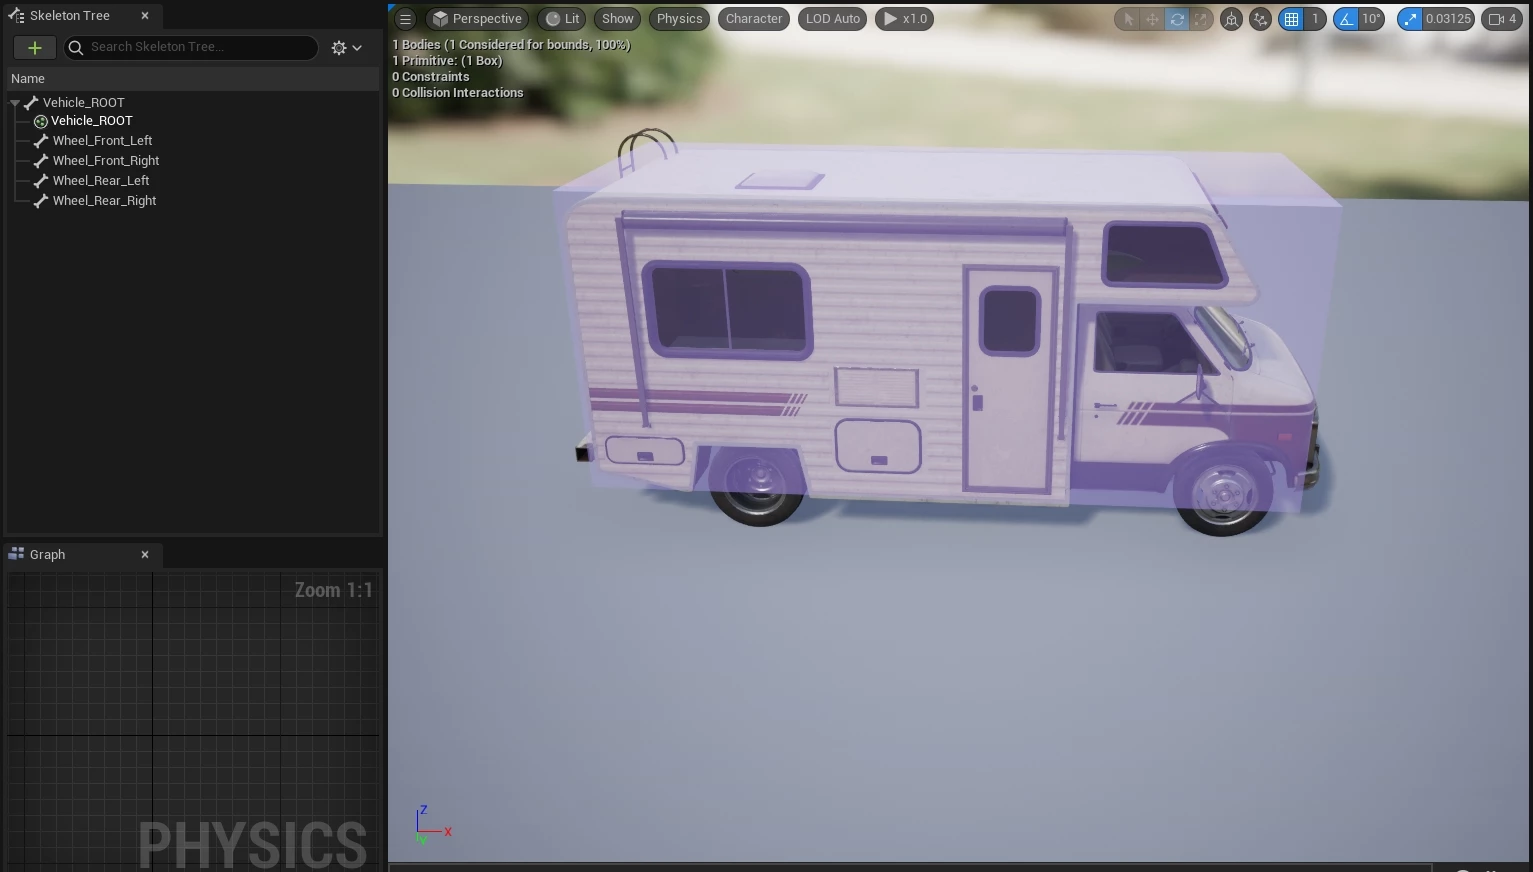 Skeleton Tree
Search Skeleton Tree...
Name
Vehicle_ROOT
Vehicle_ROOT
Wheel_Front_Left
Wheel_Front_Right
Wheel_Rear_Left
Wheel_Rear_Right
Graph
Zoom 1:1
PHYSICS
Perspective
Lit
Show
Physics
Character
LOD Auto
x1.0
1
10°
0.03125
4
1 Bodies (1 Considered for bounds, 100%)
1 Primitive: (1 Box)
0 Constraints
0 Collision Interactions
Z
X
Y